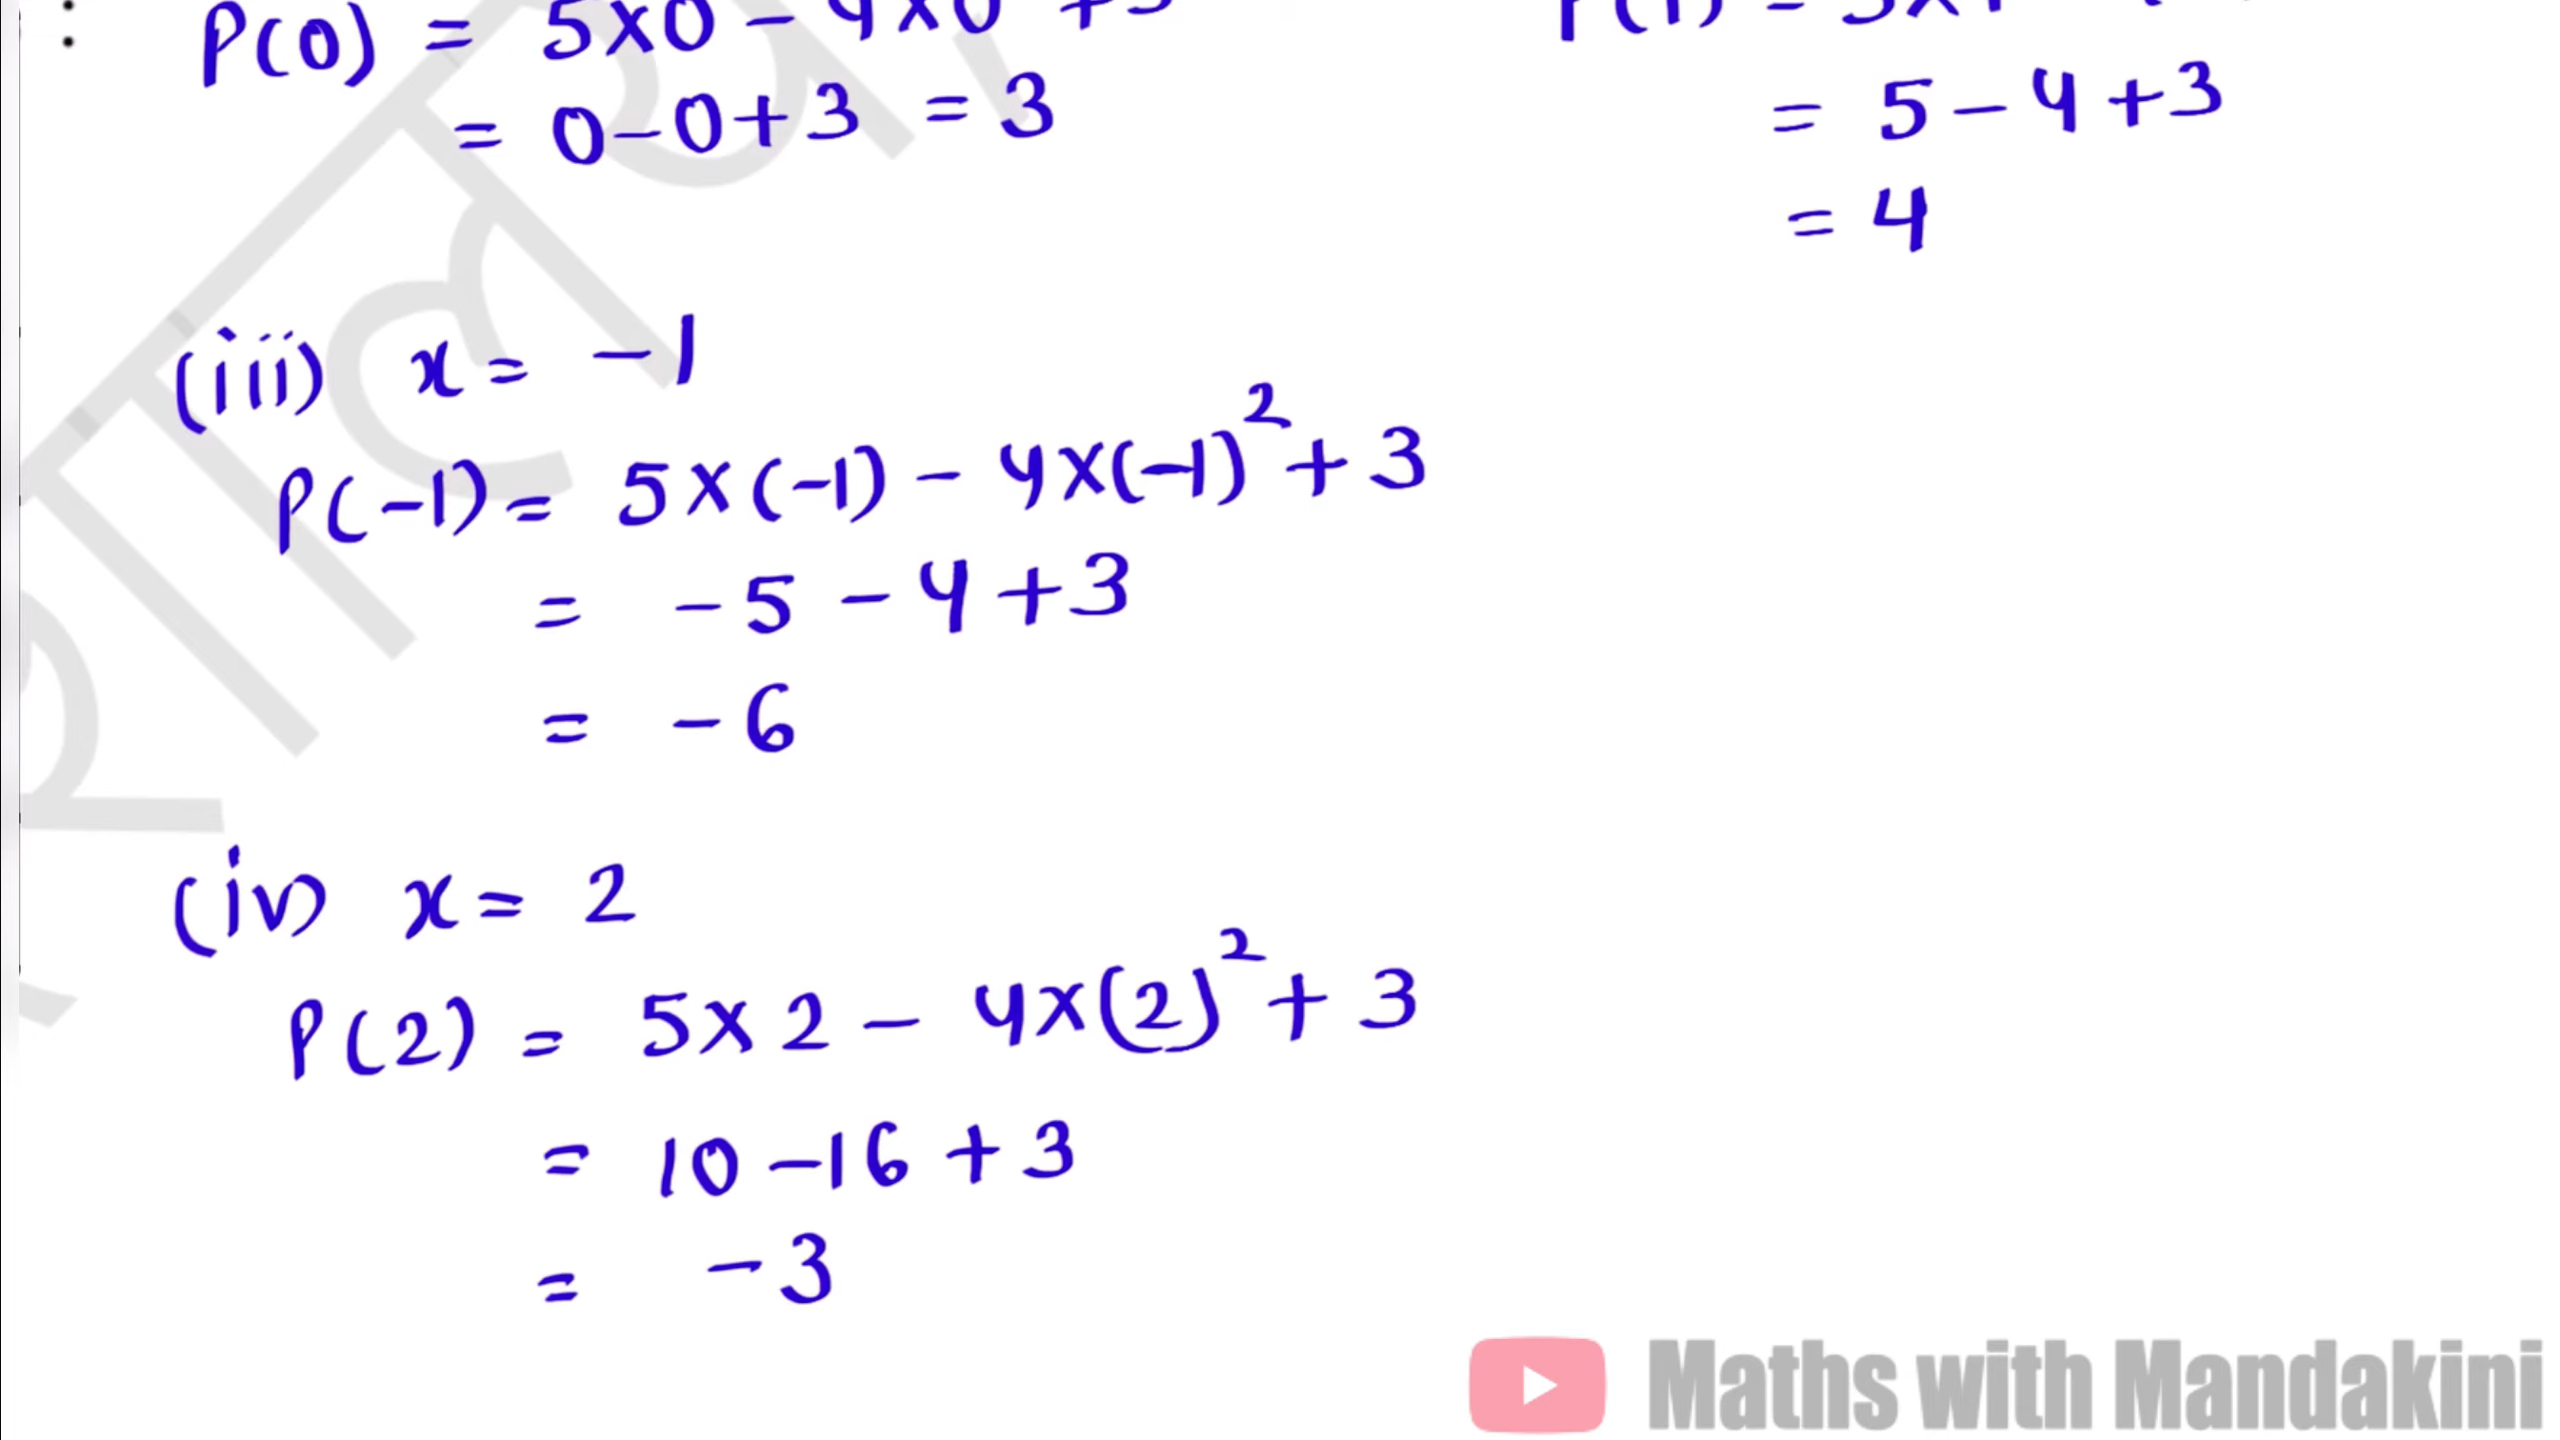 P(0) = 5x0 - 4x0 +3
= 0-0+3 = 3
= 5-4+3
= 4
(iii) x = -1
P(-1) = 5x(-1) - 4x(-1)² + 3
= -5 - 4 +3
= -6
(iv) x = 2
P(2) = 5x2 - 4x(2)² + 3
= 10-16+3
= -3
Maths with Mandakini